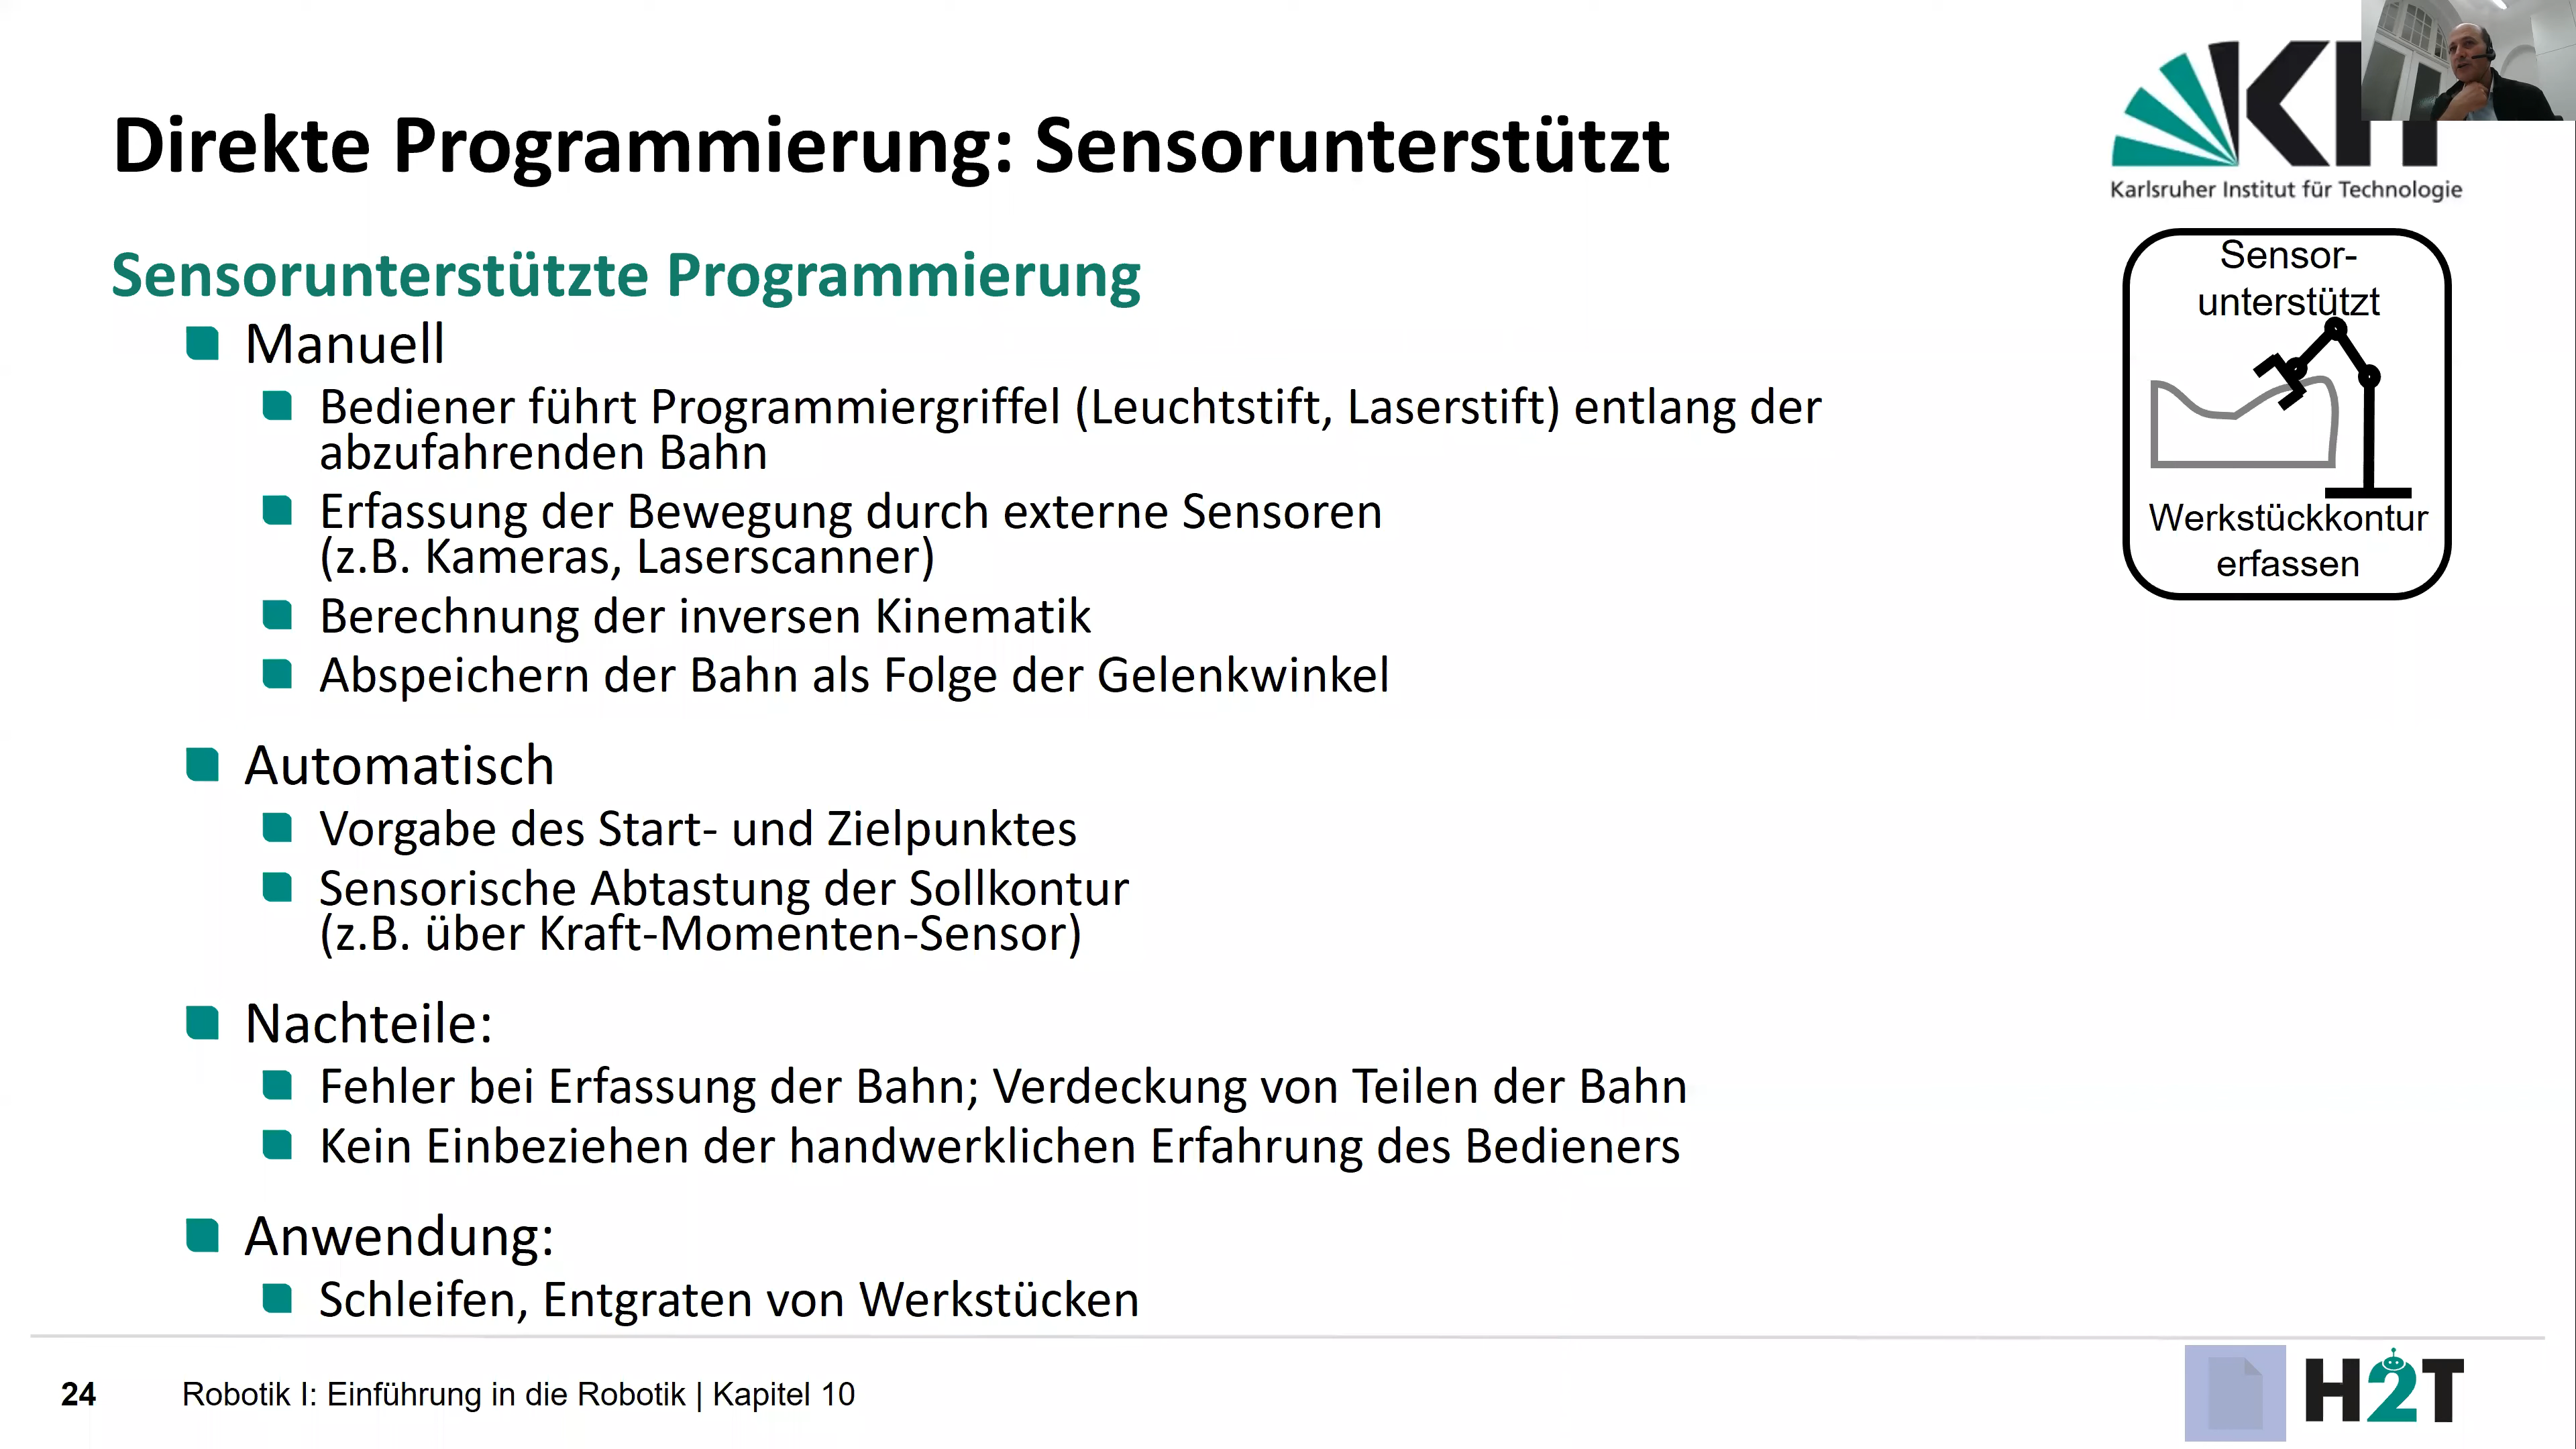 Direkte Programmierung: Sensorunterstützt
Karlsruher Institut für Technologie
Sensorunterstützte Programmierung
Manuell
Bediener führt Programmiergriffel (Leuchtstift, Laserstift) entlang der
abzufahrenden Bahn
Erfassung der Bewegung durch externe Sensoren
(z.B. Kameras, Laserscanner)
Berechnung der inversen Kinematik
Abspeichern der Bahn als Folge der Gelenkwinkel
Automatisch
Vorgabe des Start- und Zielpunktes
Sensorische Abtastung der Sollkontur
(z.B. über Kraft-Momenten-Sensor)
Nachteile:
Fehler bei Erfassung der Bahn; Verdeckung von Teilen der Bahn
Kein Einbeziehen der handwerklichen Erfahrung des Bedieners
Anwendung:
Schleifen, Entgraten von Werkstücken
Sensor-
unterstützt
Werkstückkontur
erfassen
24 Robotik I: Einführung in die Robotik | Kapitel 10
H2T